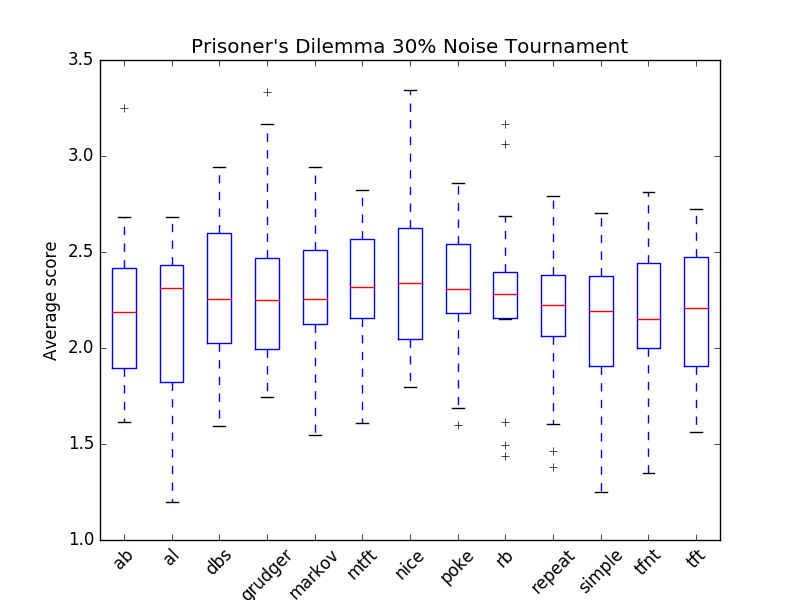 Prisoner's Dilemma 30% Noise Tournament
3.5
3.0
2.5
2.0
1.5
1.0
Average score
ab
al
dbs
grudger
markov
mtft
nice
poke
rb
repeat
simple
tfnt
tft